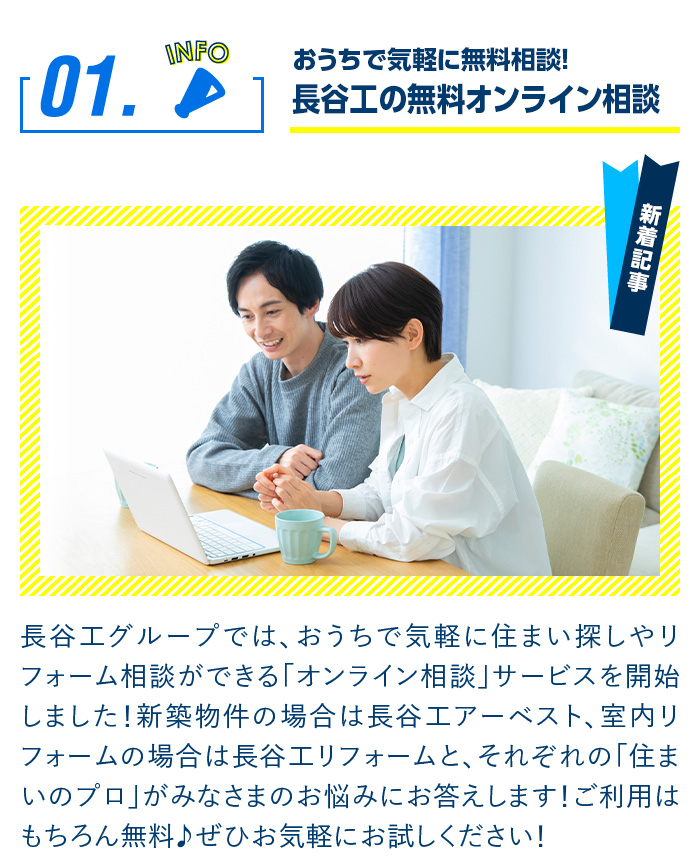 01.
INFO
おうちで気軽に無料相談!
長谷工の無料オンライン相談
新着記事
長谷工グループでは、おうちで気軽に住まい探しやリ
フォーム相談ができる「オンライン相談」サービスを開始
しました!新築物件の場合は長谷工アーベスト、室内リ
フォームの場合は長谷工リフォームと、それぞれの「住ま
いのプロ」がみなさまのお悩みにお答えします!ご利用は
もちろん無料♪ぜひお気軽にお試しください!